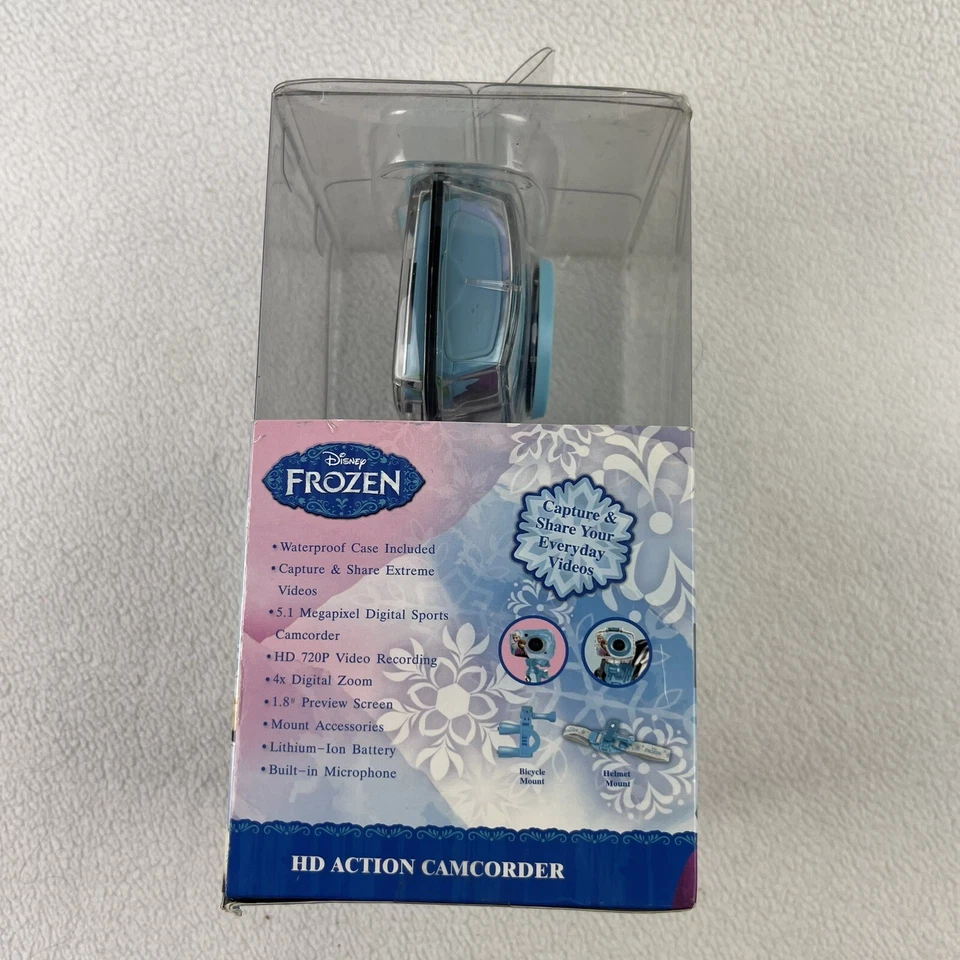 Disney
FROZEN
• Waterproof Case Included
• Capture & Share Extreme
Videos
• 5.1 Megapixel Digital Sports
Camcorder
• HD 720P Video Recording
• 4x Digital Zoom
• 1.8" Preview Screen
• Mount Accessories
• Lithium-Ion Battery
• Built-in Microphone
Capture &
Share Your
Everyday
Videos
Bicycle
Mount
Helmet
Mount
HD ACTION CAMCORDER